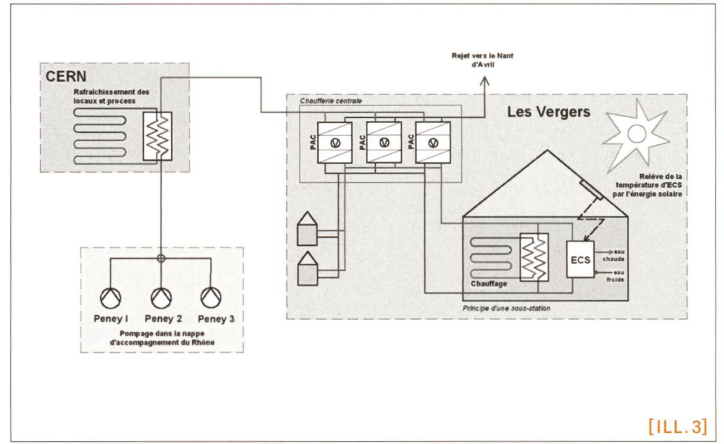 CERN
Rafraichissement des
locaux et process
Rejet vers le Nant
d'Avril
Chaufferie centrale
PAC
PAC
PAC
Les Vergers
Relève de la
température d'ECS
par l'énergie solaire
ECS
eau
chaude
eau
froide
Chauffage
Principe d'une sous-station
Peney I
Peney 2
Peney 3
Pompage dans la nappe
d'accompagnement du Rhône
[ILL.3]